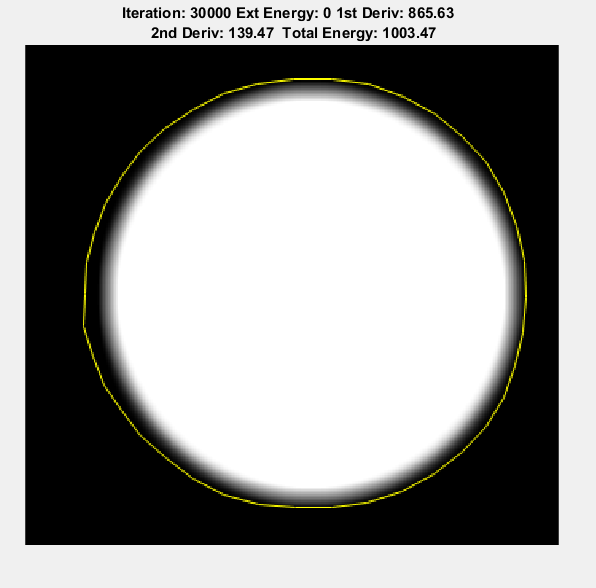 Iteration: 30000 Ext Energy: 0 1st Deriv: 865.63
2nd Deriv: 139.47  Total Energy: 1003.47